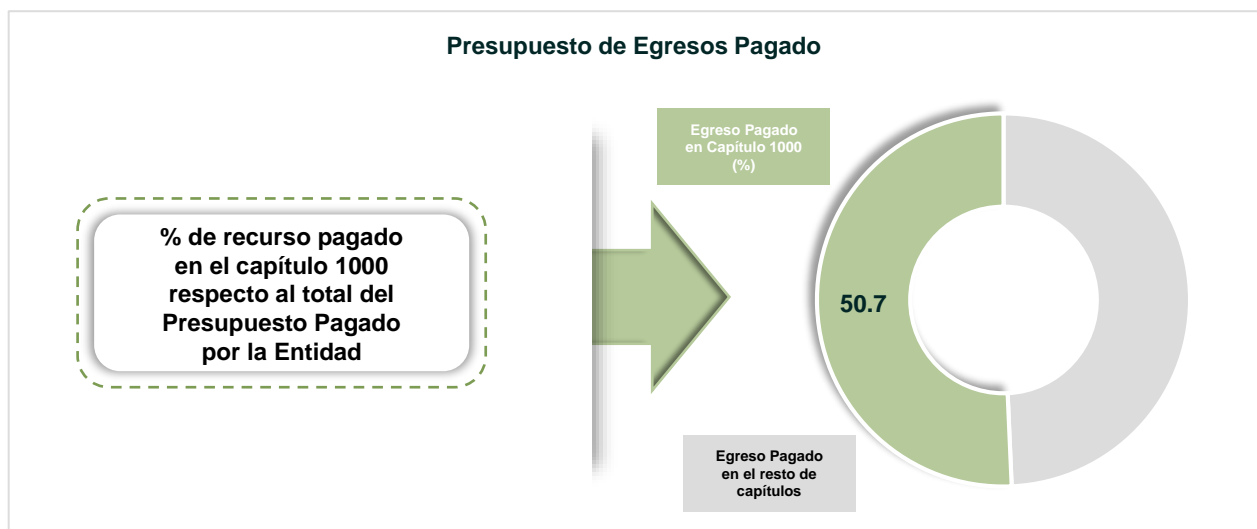 Presupuesto de Egresos Pagado
% de recurso pagado
en el capítulo 1000
respecto al total del
Presupuesto Pagado
por la Entidad
Egreso Pagado
en Capítulo 1000
(%)
50.7
Egreso Pagado
en el resto de
capítulos